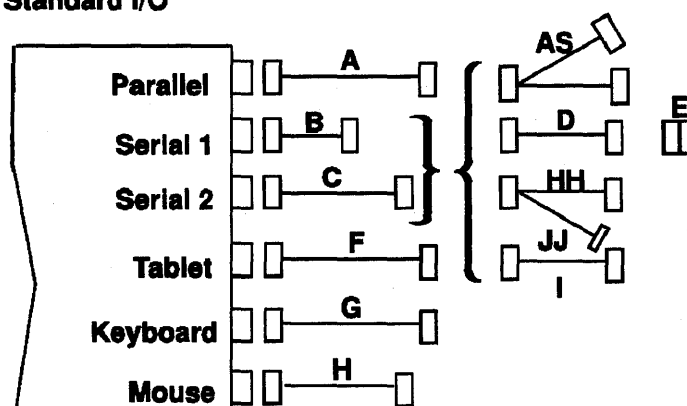 Standard I/O
Parallel
A
AS
Serial 1
B
D
E
Serial 2
C
HH
JJ
Tablet
F
I
Keyboard
G
Mouse
H